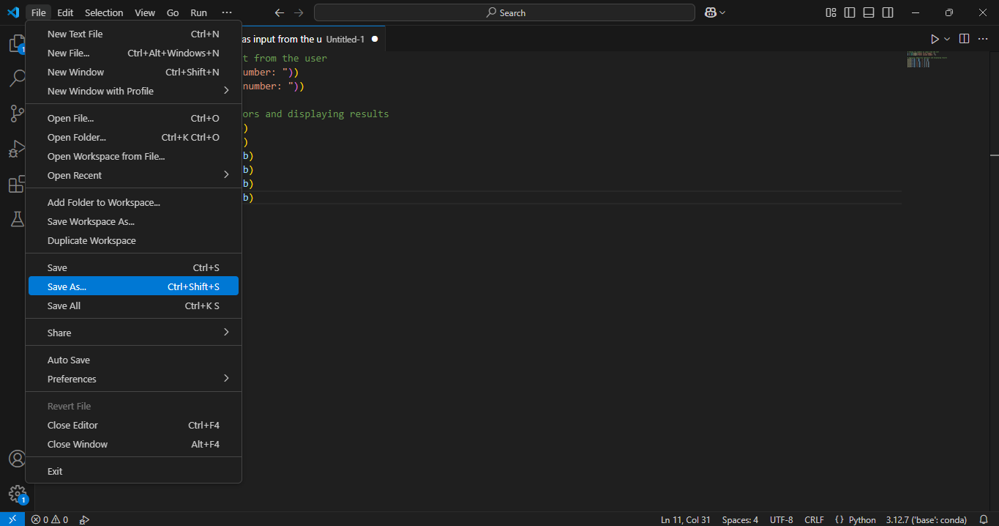 File Edit Selection View Go Run ···
Search
New Text File Ctrl+N
New File... Ctrl+Alt+Windows+N
New Window Ctrl+Shift+N
New Window with Profile
Open File... Ctrl+O
Open Folder... Ctrl+K Ctrl+O
Open Workspace from File...
Open Recent
Add Folder to Workspace...
Save Workspace As...
Duplicate Workspace
Save Ctrl+S
Save As... Ctrl+Shift+S
Save All Ctrl+K S
Share
Auto Save
Preferences
Revert File
Close Editor Ctrl+F4
Close Window Alt+F4
Exit
1
1
as input from the u Untitled-1
t from the user
umber: "))
number: "))
ors and displaying results
)
)
b)
b)
b)
b)
0 0
Ln 11, Col 31 Spaces: 4 UTF-8 CRLF {} Python 3.12.7 ('base': conda)